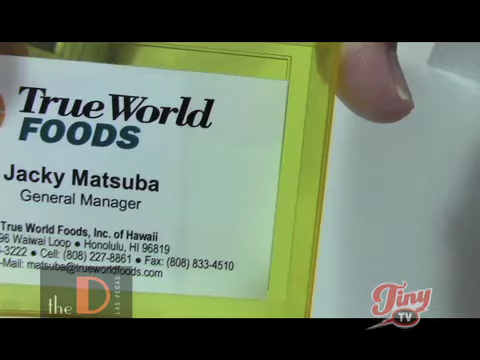 True World
FOODS
Jacky Matsuba
General Manager
True World Foods, Inc. of Hawaii
96 Waiwai Loop ● Honolulu, HI 96819
-3222 ● Cell: (808) 227-8861 ● Fax: (808) 833-4510
-Mail: matsuba@trueworldfoods.com
the D LAS VEGAS
Tiny
TV